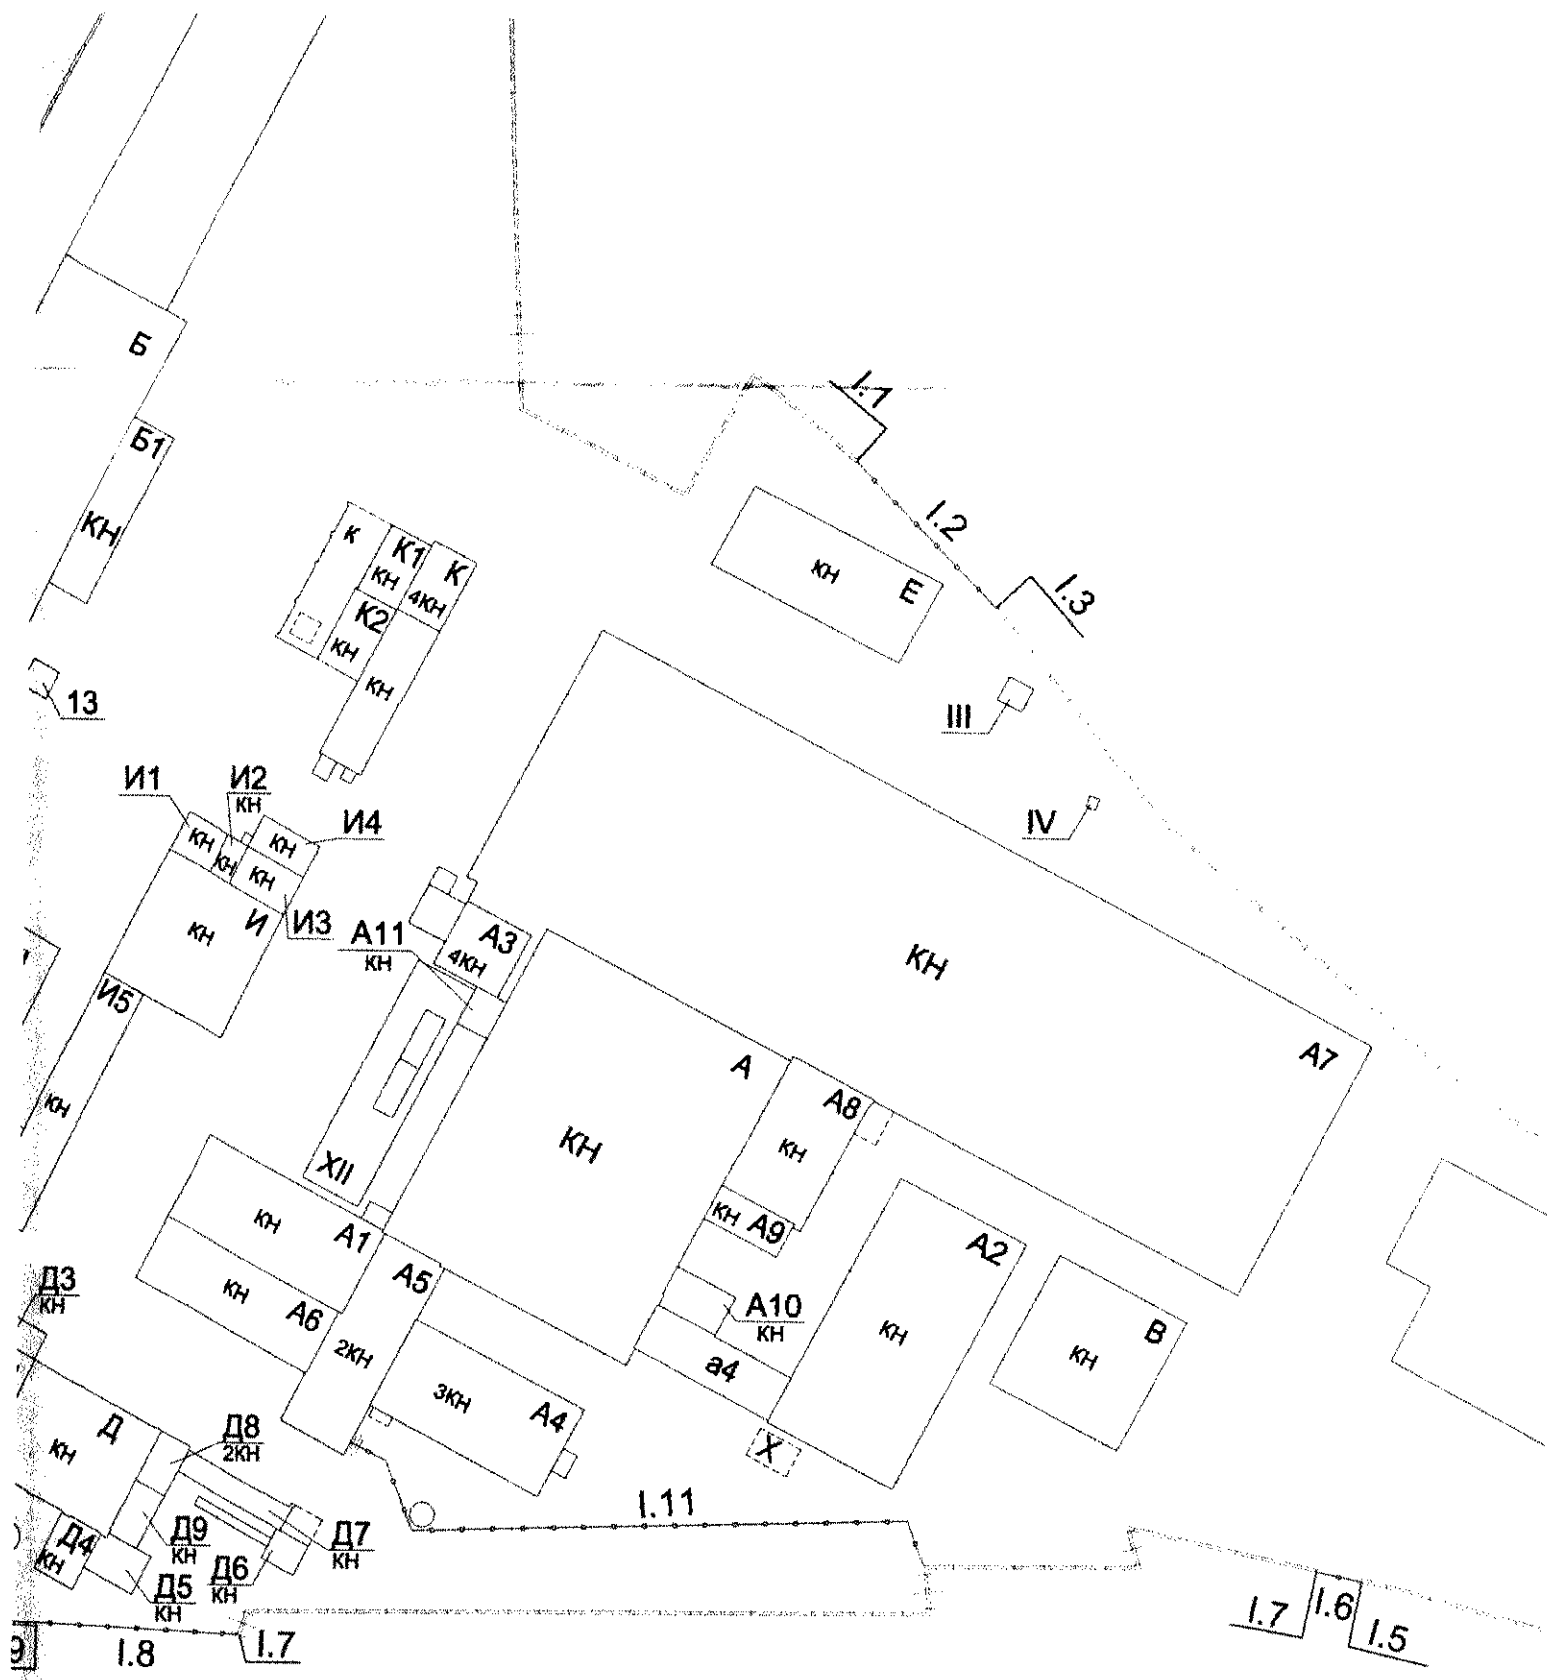 Б
I.1
Б1
КН
I.2
к
К1
К
КН
4КН
К2
КН
КН
КН
Е
I.3
13
III
IV
И1
И2
КН
И4
КН
КН
КН
И3
И
КН
И5
КН
А11
КН
А3
4КН
КН
А7
А
КН
А8
КН
КН
А9
XII
КН
А1
А5
КН
А6
2КН
А2
КН
А10
КН
а4
В
КН
3КН
А4
X
Д3
КН
Д
КН
Д8
2КН
Д9
КН
Д7
КН
Д6
КН
Д4
КН
Д5
КН
I.11
9
I.8
I.7
I.7
I.6
I.5